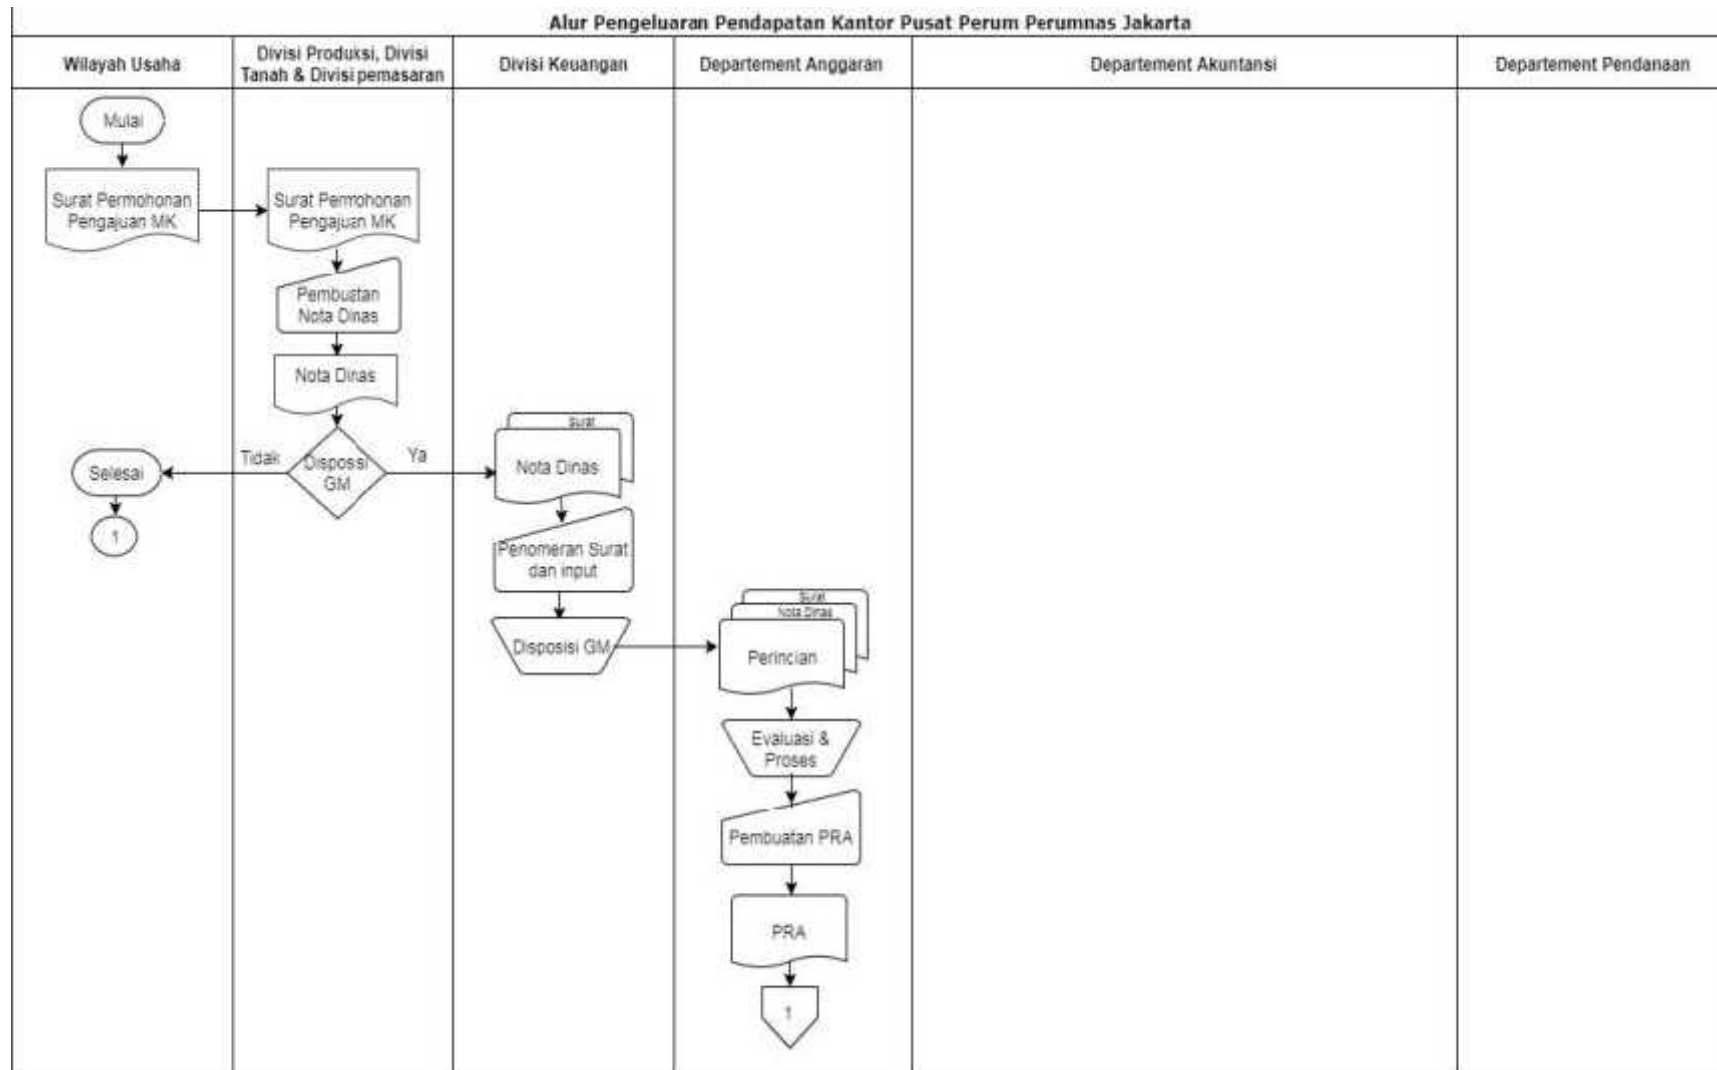 Alur Pengeluaran Pendapatan Kantor Pusat Perum Perumnas Jakarta
Wilayah Usaha
Divisi Produksi, Divisi
Tanah & Divisi pemasaran
Divisi Keuangan
Departement Anggaran
Departement Akuntansi
Departement Pendanaan
Mulai
Surat Permohonan
Pengajuan MK
Surat Permohonan
Pengajuan MK
Pembuatan
Nota Dinas
Nota Dinas
Selesai
1
Tidak
Dispossi
GM
Ya
Surat
Nota Dinas
Penomeran Surat
dan input
Disposisi GM
Surat
Nota Dinas
Perincian
Evaluasi &
Proses
Pembuatan PRA
PRA
1